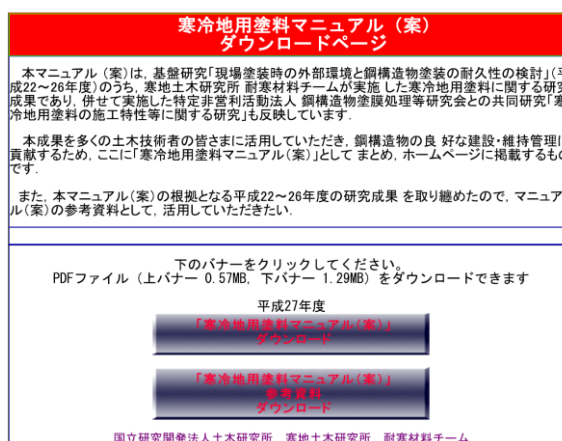 寒冷地用塗料マニュアル（案）
ダウンロードページ
本マニュアル（案）は，基盤研究「現場塗装時の外部環境と鋼構造物塗装の耐久性の検討」（平
成22～26年度）のうち，寒地土木研究所 耐寒材料チームが実施した寒冷地用塗料に関する研究
成果であり，併せて実施した特定非営利活動法人 鋼構造物塗膜処理等研究会との共同研究「寒
冷地用塗料の施工特性等に関する研究」も反映しています．
本成果を多くの土木技術者の皆さまに活用していただき，鋼構造物の良 好な建設・維持管理に
貢献するため，ここに「寒冷地用塗料マニュアル（案）」として まとめ，ホームページに掲載するもの
です．
また，本マニュアル（案）の根拠となる平成22～26年度の研究成果 を取り纏めたので，マニュア
ル（案）の参考資料として，活用していただきたい．
下のバナーをクリックしてください。
PDFファイル（上バナー 0.57MB，下バナー 1.29MB）をダウンロードできます
平成27年度
「寒冷地用塗料マニュアル（案）」
ダウンロード
「寒冷地用塗料マニュアル（案）」
参考資料
ダウンロード
国立研究開発法人土木研究所　寒地土木研究所　耐寒材料チーム